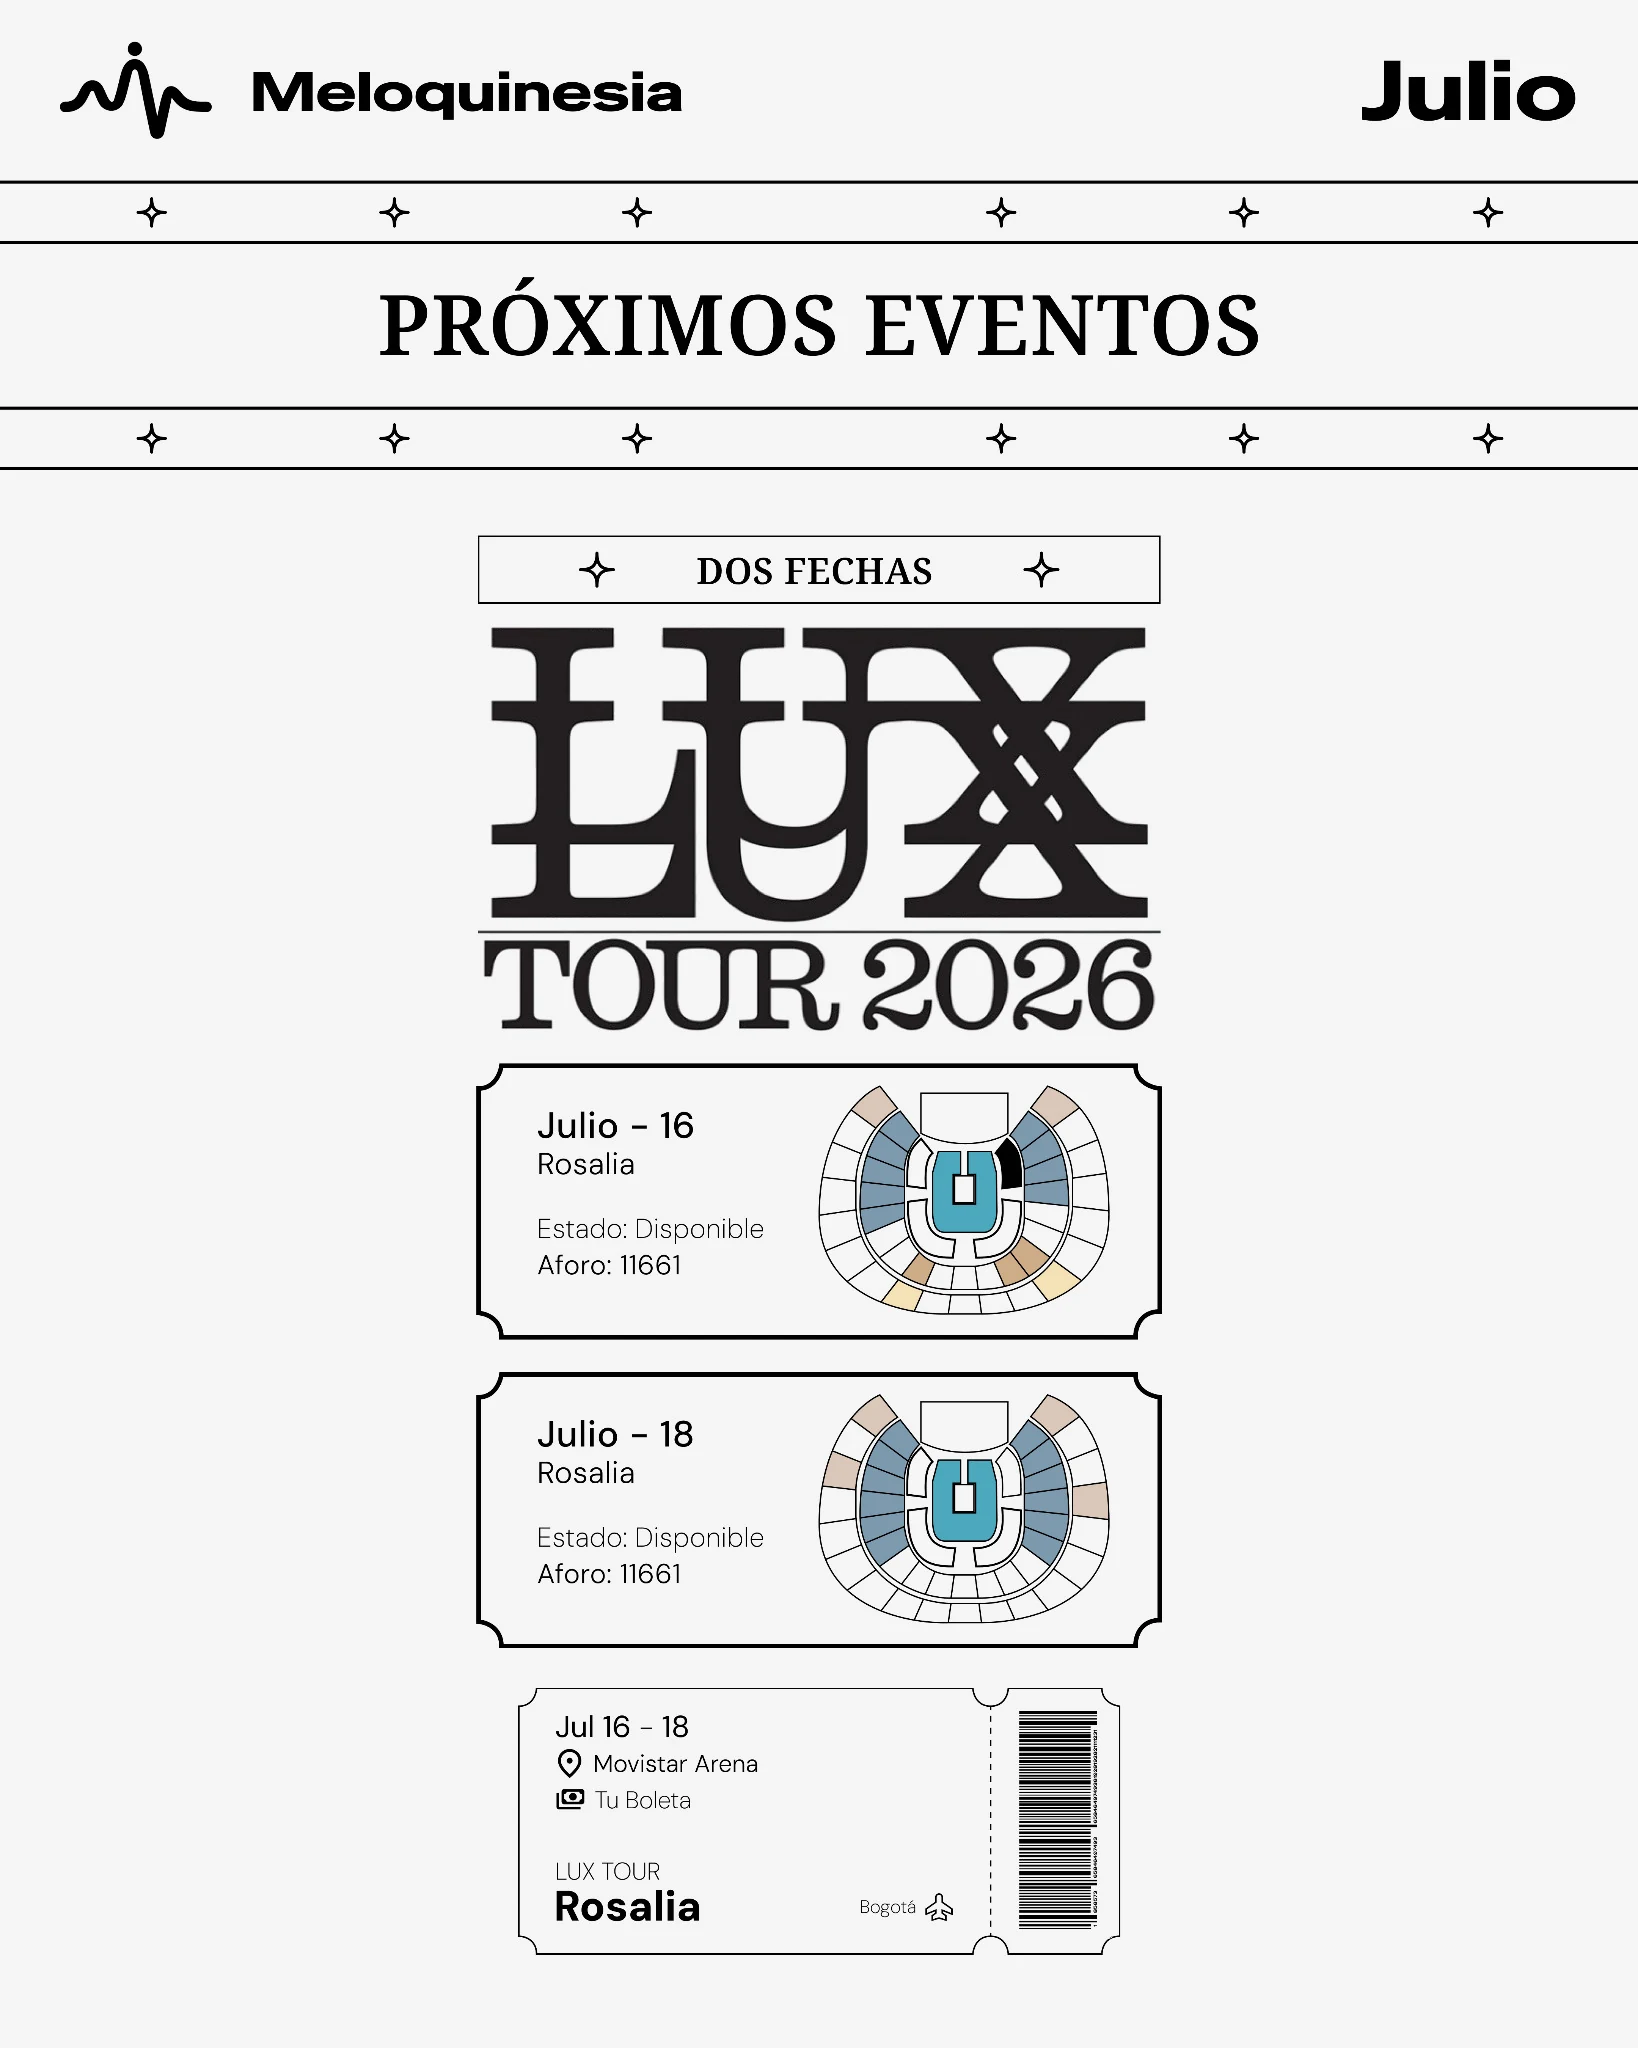 Meloquinesia
Julio
PRÓXIMOS EVENTOS
DOS FECHAS
LUX
TOUR 2026
Julio - 16
Rosalia
Estado: Disponible
Aforo: 11661
Julio - 18
Rosalia
Estado: Disponible
Aforo: 11661
Jul 16 - 18
Movistar Arena
Tu Boleta
LUX TOUR
Rosalia
Bogotá